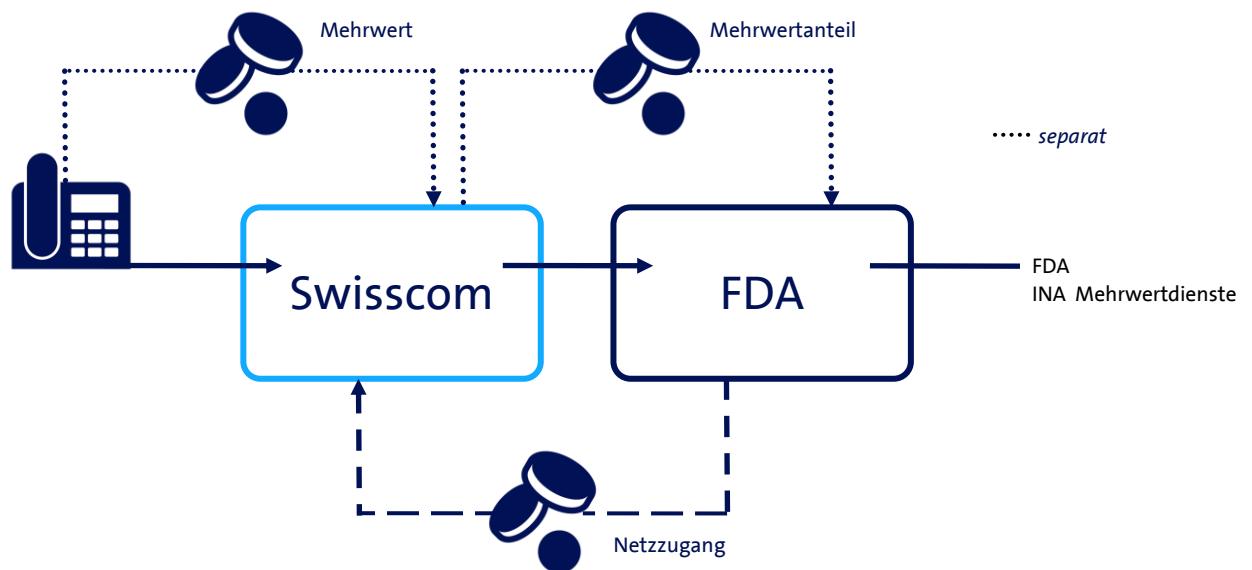 Mehrwert
Mehrwertanteil
······ separat
Swisscom
FDA
FDA
INA Mehrwertdienste
Netzzugang